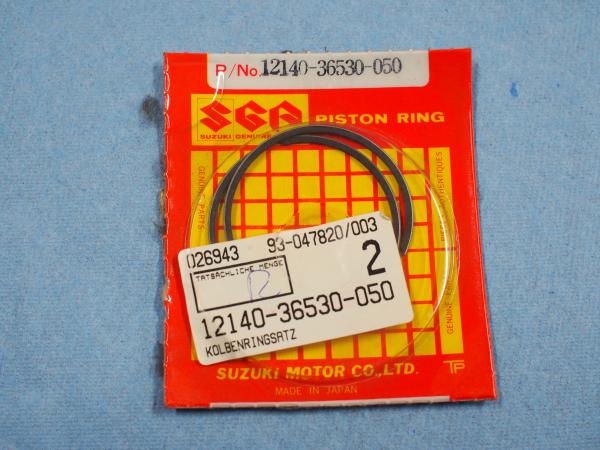 P/No. 12140-36530-050
SGP
PISTON RING
SUZUKI GENUINE
GENUINE PARTS
GENUINE
026943 93-047820/003
TATSÄCHLICHE MENGE
2
12140-36530-050
KOLBENRINGSATZ
SUZUKI MOTOR CO.,LTD.
TP
MADE IN JAPAN